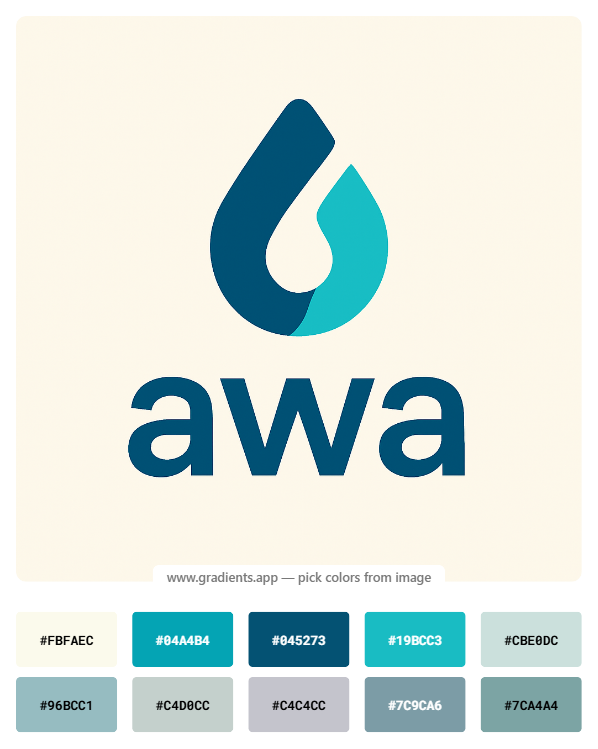 awa
www.gradients.app — pick colors from image
#FBFAEC #04A4B4 #045273 #19BCC3 #CBE0DC
#96BCC1 #C4D0CC #C4C4CC #7C9CA6 #7CA4A4